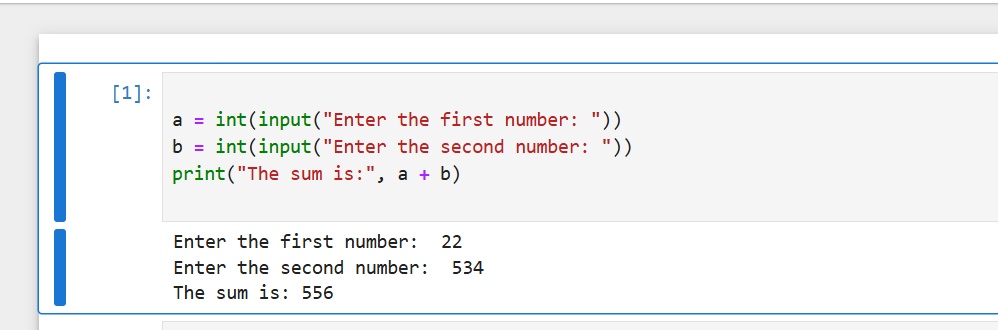 [1]:
a = int(input("Enter the first number: "))
b = int(input("Enter the second number: "))
print("The sum is:", a + b)
Enter the first number:  22
Enter the second number:  534
The sum is: 556